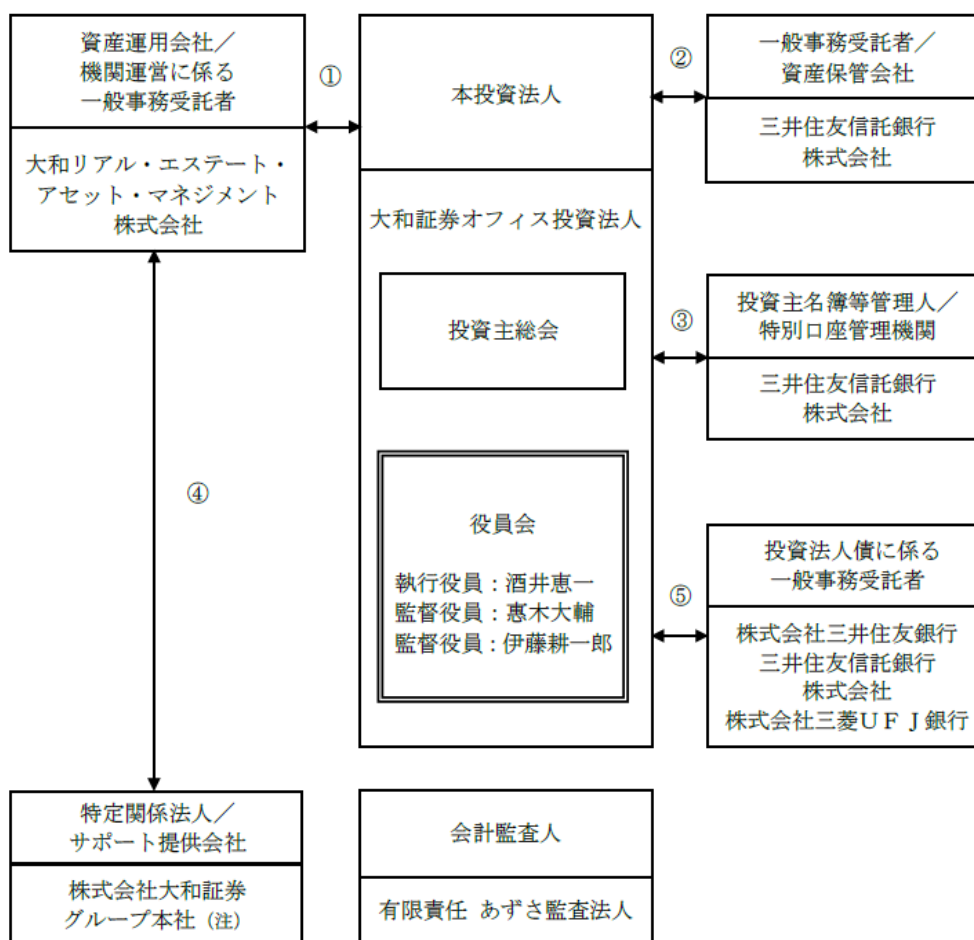 資産運用会社／
機関運営に係る
一般事務受託者
大和リアル・エステート・
アセット・マネジメント
株式会社
①
本投資法人
大和証券オフィス投資法人
投資主総会
役員会
執行役員：酒井恵一
監督役員：惠木大輔
監督役員：伊藤耕一郎
②
一般事務受託者／
資産保管会社
三井住友信託銀行
株式会社
③
投資主名簿等管理人／
特別口座管理機関
三井住友信託銀行
株式会社
④
⑤
投資法人債に係る
一般事務受託者
株式会社三井住友銀行
三井住友信託銀行
株式会社
株式会社三菱ＵＦＪ銀行
特定関係法人／
サポート提供会社
株式会社大和証券
グループ本社（注）
会計監査人
有限責任 あずさ監査法人